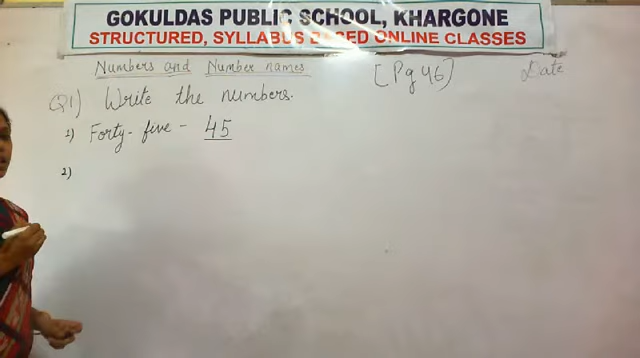 GOKULDAS PUBLIC SCHOOL, KHARGONE
STRUCTURED, SYLLABUS BASED ONLINE CLASSES
Numbers and Number names [Pg 46] Date
Q1) Write the numbers.
1) Forty-five - 45
2)